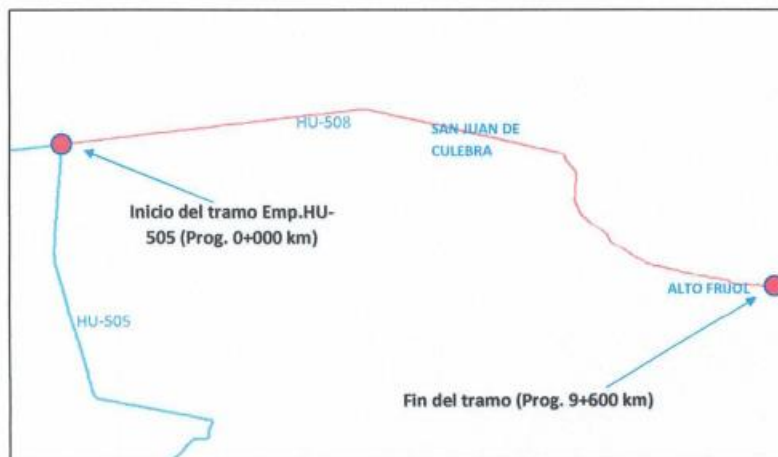 HU-508
SAN JUAN DE
CULEBRA
Inicio del tramo Emp.HU-
505 (Prog. 0+000 km)
ALTO FRIJOL
HU-505
Fin del tramo (Prog. 9+600 km)